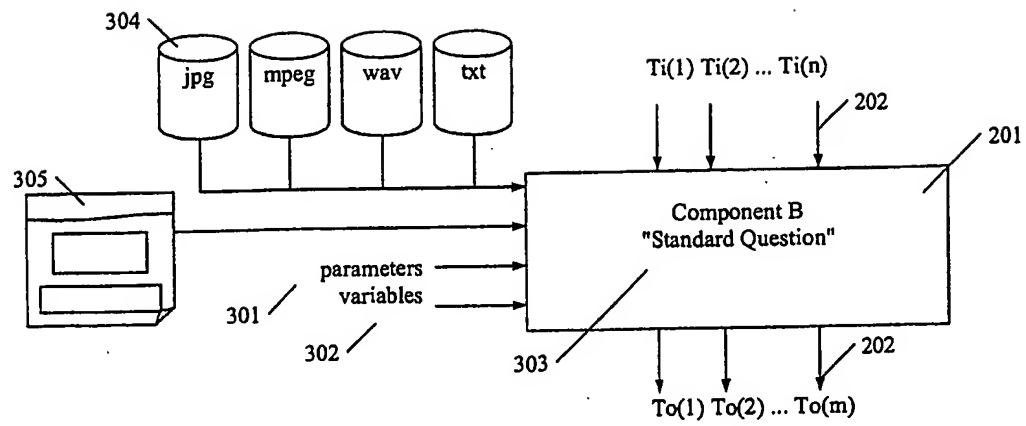 304
jpg mpeg wav txt
Ti(1) Ti(2) ... Ti(n)
202
201
305
Component B
"Standard Question"
parameters
variables
301
302
303
202
To(1) To(2) ... To(m)